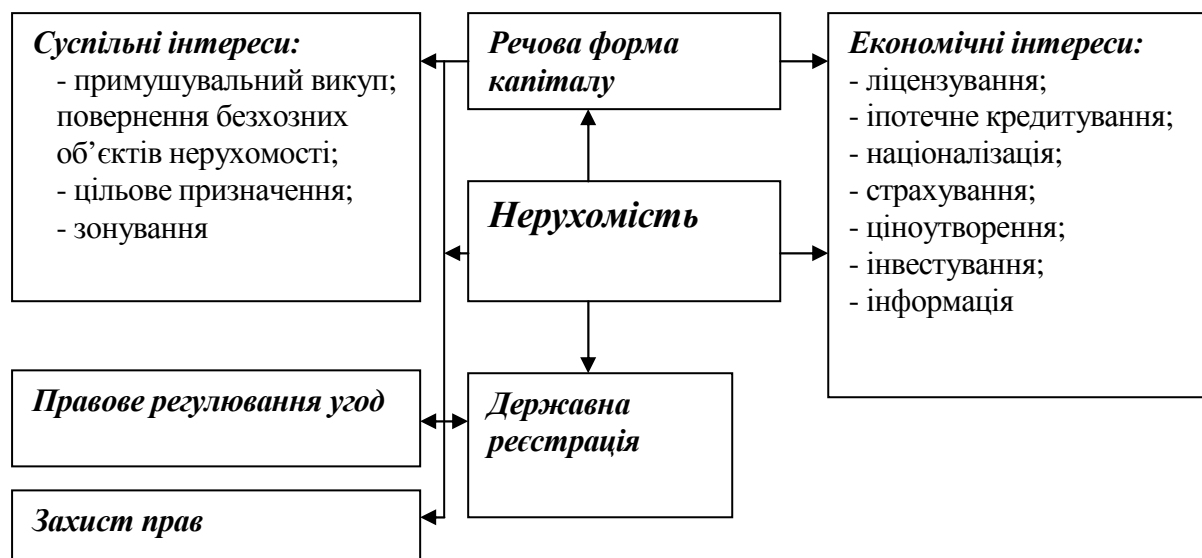 Суспільні інтереси:
- примушувальний викуп;
повернення безхозних
об’єктів нерухомості;
- цільове призначення;
- зонування
Речова форма
капіталу
Економічні інтереси:
- ліцензування;
- іпотечне кредитування;
- націоналізація;
- страхування;
- ціноутворення;
- інвестування;
- інформація
Нерухомість
Правове регулювання угод
Державна
реєстрація
Захист прав